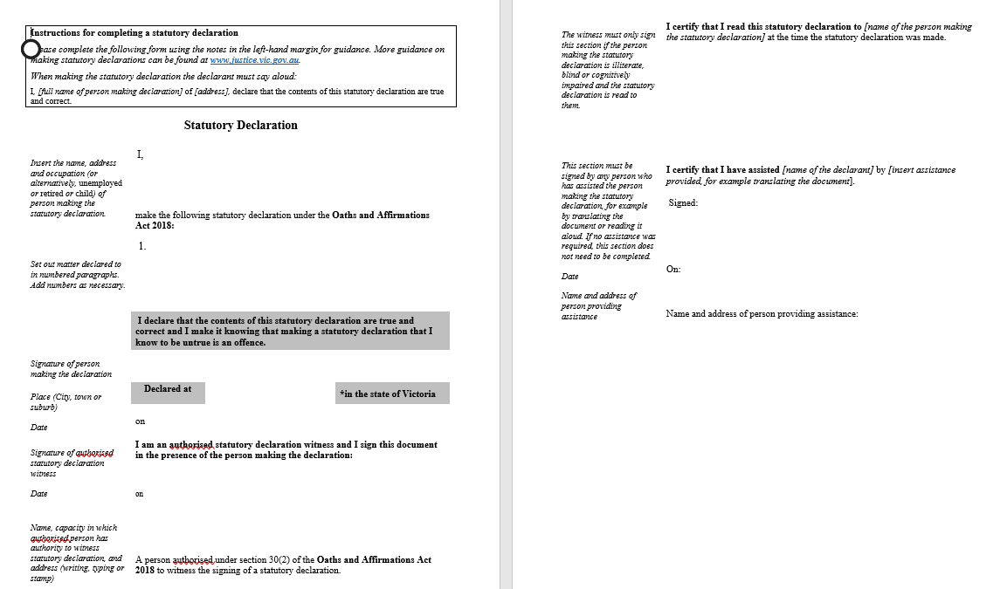 Instructions for completing a statutory declaration
ease complete the following form using the notes in the left-hand margin for guidance. More guidance on
making statutory declarations can be found at www.justice.vic.gov.au.
When making the statutory declaration the declarant must say aloud:
I, [full name of person making declaration] of [address], declare that the contents of this statutory declaration are true
and correct.
Statutory Declaration
Insert the name, address
and occupation (or
alternatively, unemployed
or retired or child) of
person making the
statutory declaration.
I,
make the following statutory declaration under the Oaths and Affirmations
Act 2018:
1.
Set out matter declared to
in numbered paragraphs.
Add numbers as necessary.
I declare that the contents of this statutory declaration are true and
correct and I make it knowing that making a statutory declaration that I
know to be untrue is an offence.
Signature of person
making the declaration
Place (City, town or
suburb)
Declared at
*in the state of Victoria
Date
on
Signature of authorised
statutory declaration
witness
I am an authorised statutory declaration witness and I sign this document
in the presence of the person making the declaration:
Date
on
Name, capacity in which
authorised person has
authority to witness
statutory declaration, and
address (writing, typing or
stamp)
A person authorised under section 30(2) of the Oaths and Affirmations Act
2018 to witness the signing of a statutory declaration.
The witness must only sign
this section if the person
making the statutory
declaration is illiterate,
blind or cognitively
impaired and the statutory
declaration is read to
them.
I certify that I read this statutory declaration to [name of the person making
the statutory declaration] at the time the statutory declaration was made.
This section must be
signed by any person who
has assisted the person
making the statutory
declaration, for example
by translating the
document or reading it
aloud. If no assistance was
required, this section does
not need to be completed.
I certify that I have assisted [name of the declarant] by [insert assistance
provided, for example translating the document].
Signed:
Date
On:
Name and address of
person providing
assistance
Name and address of person providing assistance: